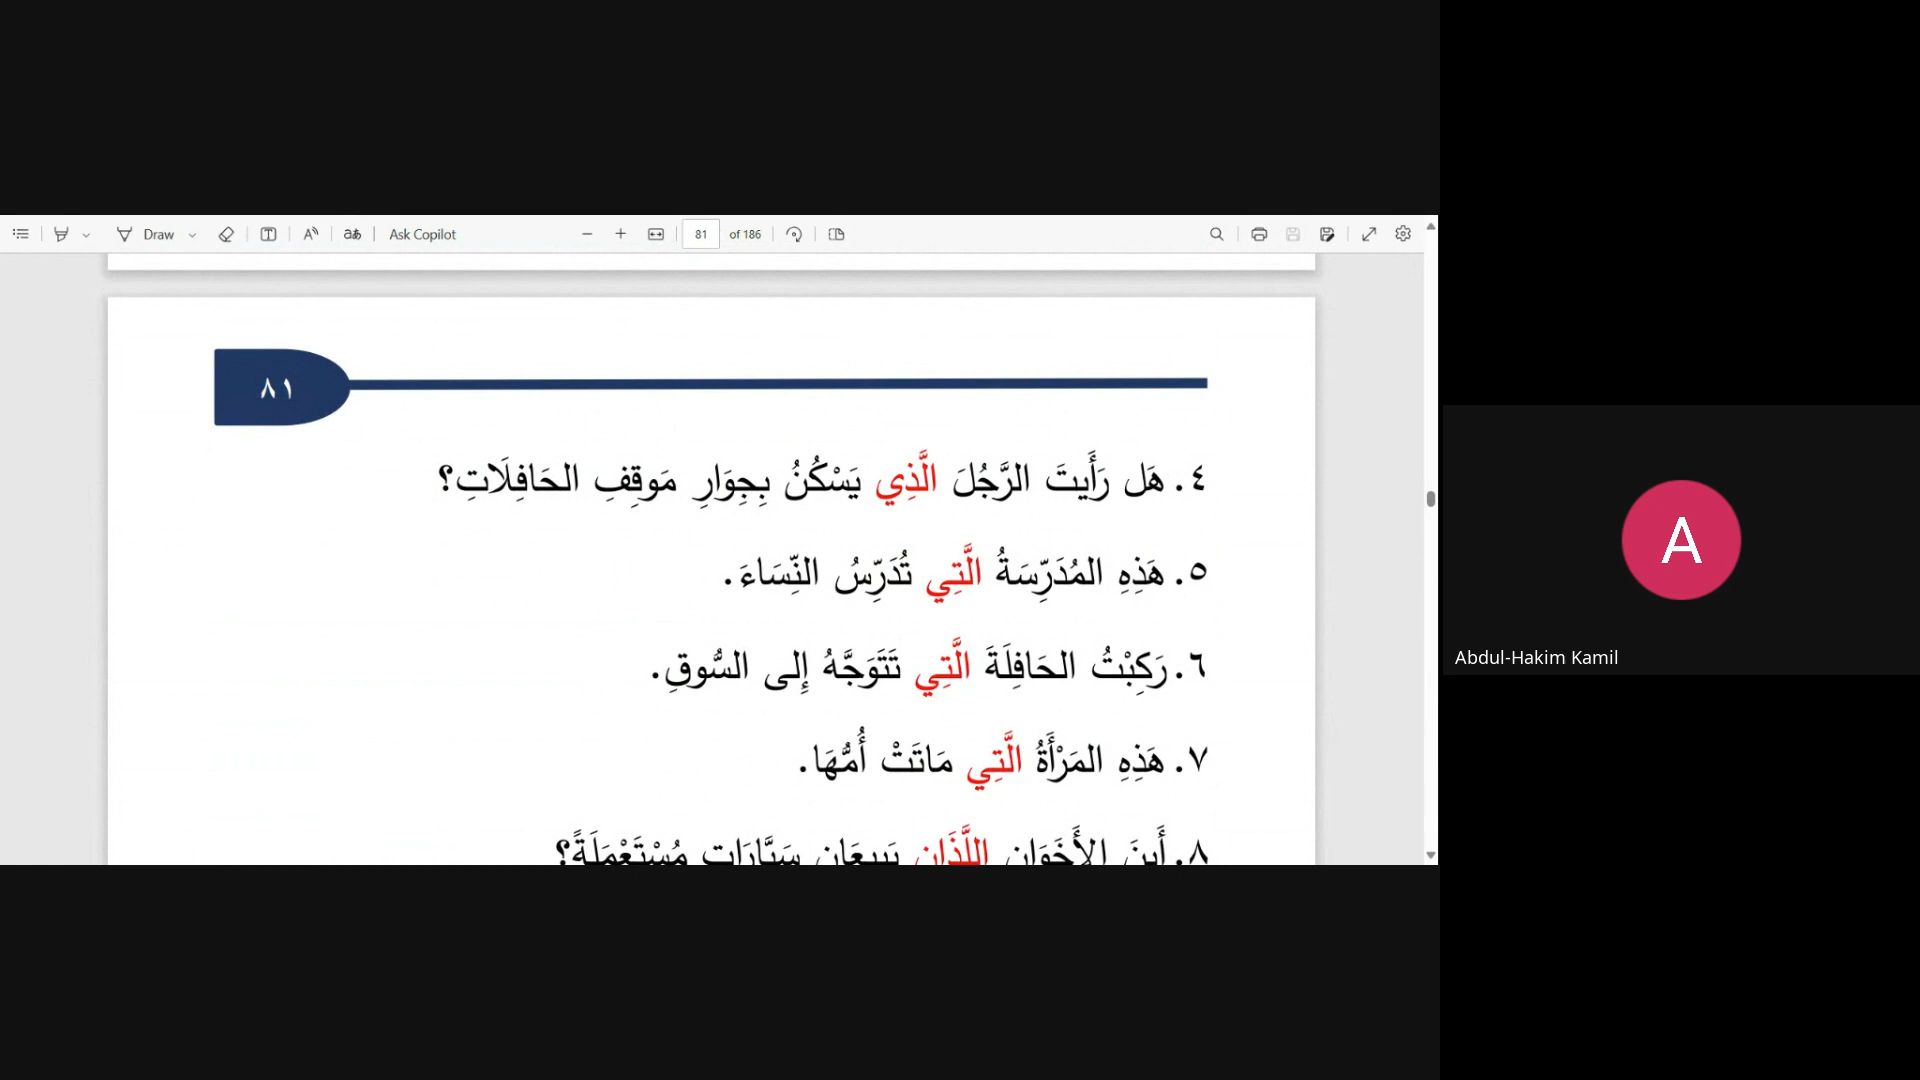 Draw
Ask Copilot
81 of 186
٨١
٤. هَل رَأَيتَ الرَّجُلَ الَّذِي يَسْكُنُ بِجِوَارِ مَوقِفِ الحَافِلَاتِ؟
٥. هَذِهِ المُدَرِّسَةُ الَّتِي تُدَرِّسُ النِّسَاءَ.
٦. رَكِبْتُ الحَافِلَةَ الَّتِي تَتَوَجَّهُ إِلى السُّوقِ.
٧. هَذِهِ المَرْأَةُ الَّتِي مَاتَتْ أُمُّهَا.
٨. أَينَ الأَخَوَانِ اللَّذَانِ يَبِيعَانِ سَيَّارَاتٍ مُسْتَعْمَلَةً؟
A
Abdul-Hakim Kamil